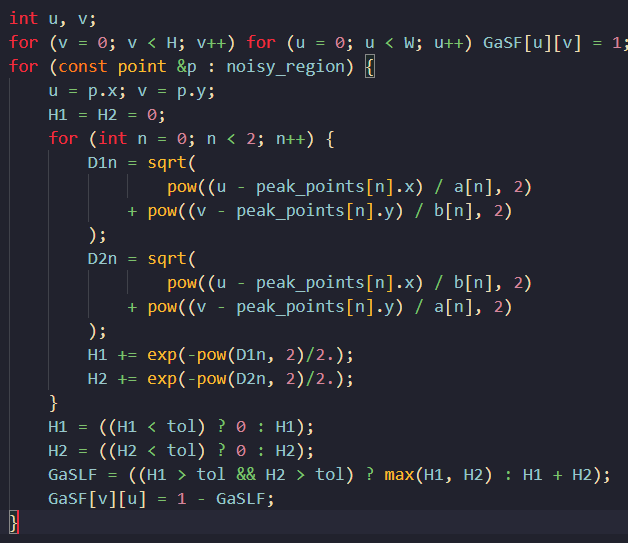 int u, v;
for (v = 0; v < H; v++) for (u = 0; u < W; u++) GaSF[u][v] = 1;
for (const point &p : noisy_region) {
    u = p.x; v = p.y;
    H1 = H2 = 0;
    for (int n = 0; n < 2; n++) {
        D1n = sqrt(
                pow((u - peak_points[n].x) / a[n], 2)
            + pow((v - peak_points[n].y) / b[n], 2)
        );
        D2n = sqrt(
                pow((u - peak_points[n].x) / b[n], 2)
            + pow((v - peak_points[n].y) / a[n], 2)
        );
        H1 += exp(-pow(D1n, 2)/2.);
        H2 += exp(-pow(D2n, 2)/2.);
    }
    H1 = ((H1 < tol) ? 0 : H1);
    H2 = ((H2 < tol) ? 0 : H2);
    GaSLF = ((H1 > tol && H2 > tol) ? max(H1, H2) : H1 + H2);
    GaSF[v][u] = 1 - GaSLF;
}